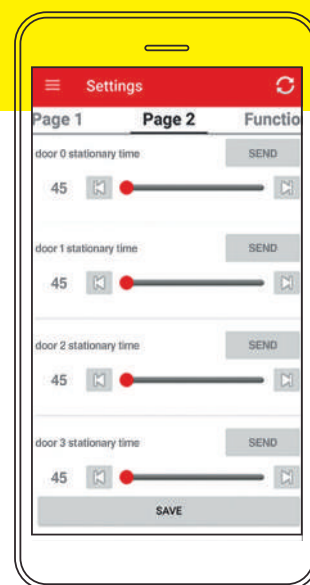 Settings
Page 1 Page 2 Functio
door 0 stationary time SEND
45
door 1 stationary time SEND
45
door 2 stationary time SEND
45
door 3 stationary time SEND
45
SAVE